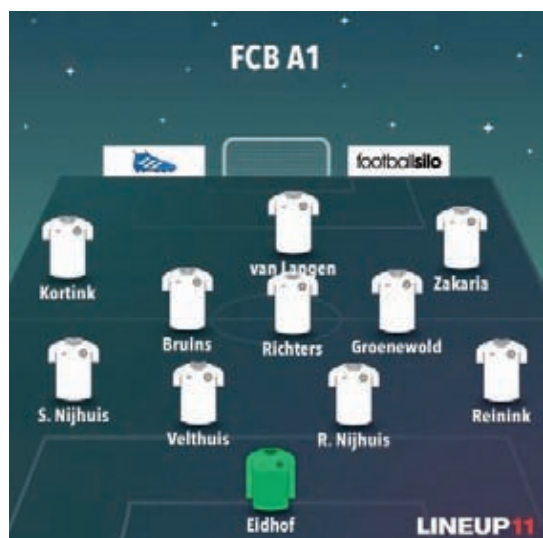 FCB A1
footballsilo
van Langen
Kortink
Zakaria
Bruins
Richters
Groenewold
S. Nijhuis
Reinink
Velthuis
R. Nijhuis
Eidhof
LINEUP11